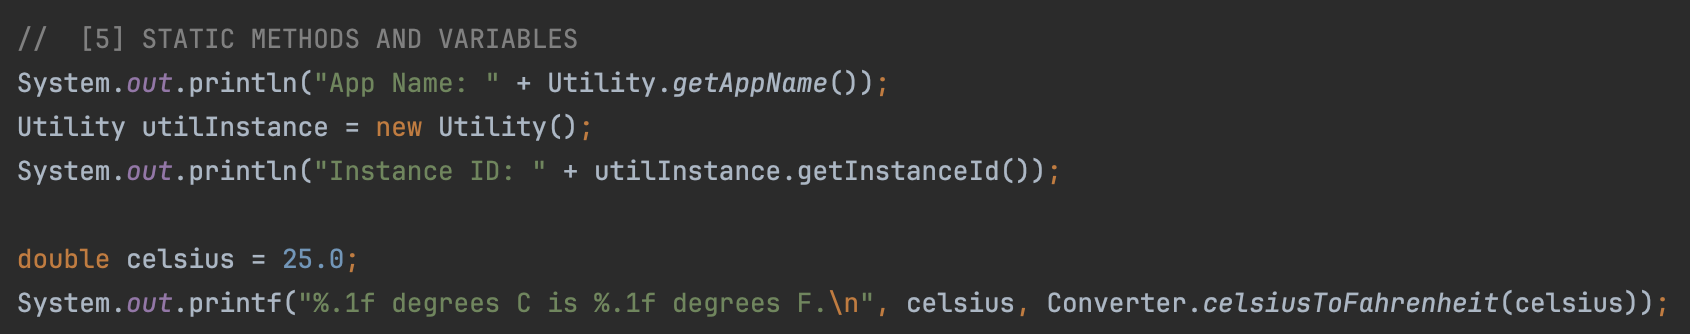 //  [5] STATIC METHODS AND VARIABLES
System.out.println("App Name: " + Utility.getAppName());
Utility utilInstance = new Utility();
System.out.println("Instance ID: " + utilInstance.getInstanceId());
double celsius = 25.0;
System.out.printf("%.1f degrees C is %.1f degrees F.\n", celsius, Converter.celsiusToFahrenheit(celsius));